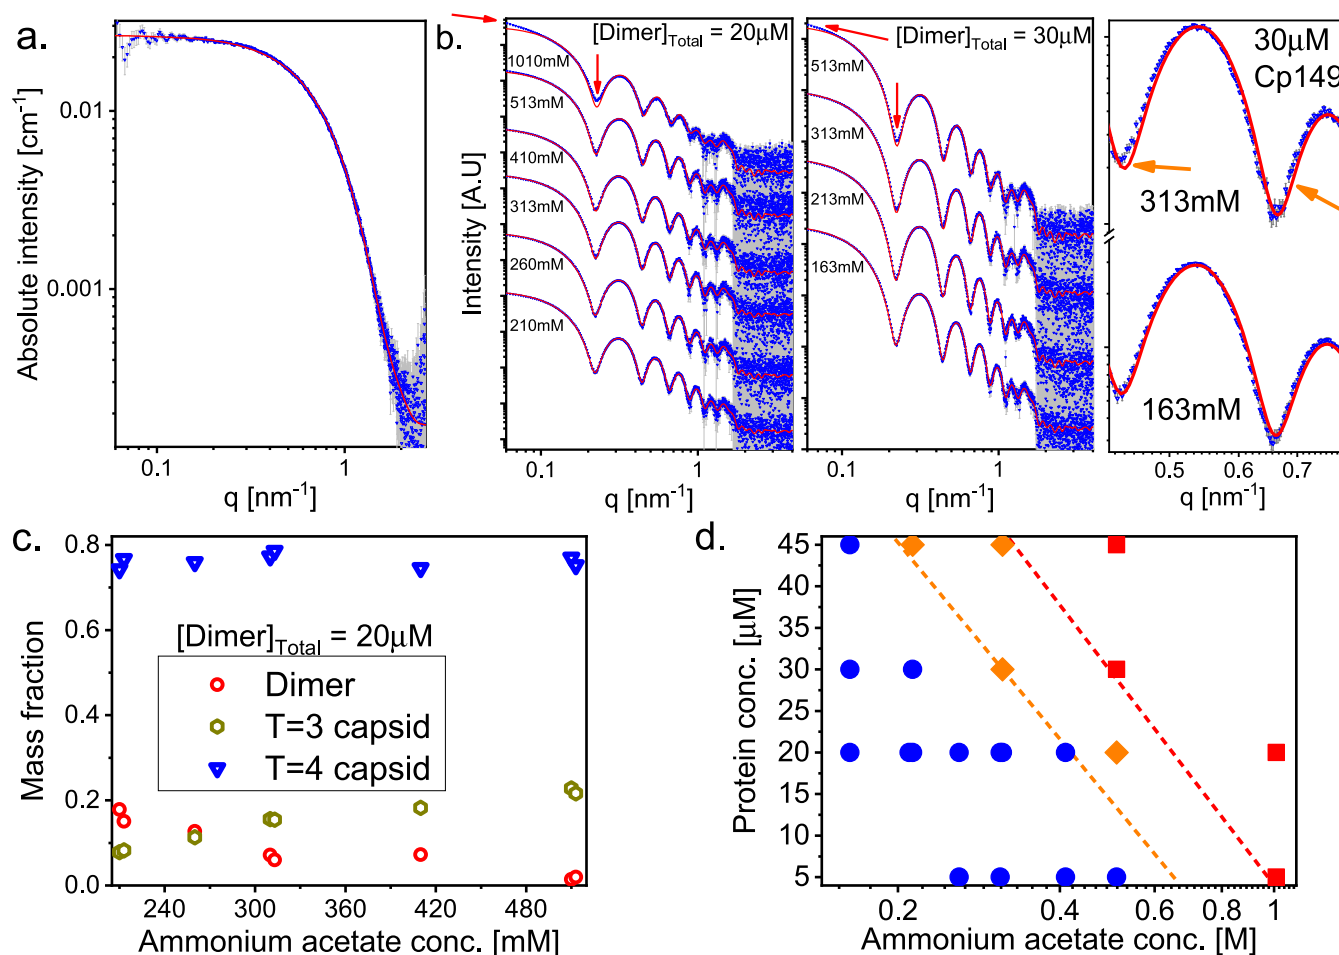 a.
Absolute intensity [cm-1]
0.01
0.001
0.1
1
q [nm-1]
b.
Intensity [A.U]
[Dimer]Total = 20μM
1010mM
513mM
410mM
313mM
260mM
210mM
0.1
1
q [nm-1]
[Dimer]Total = 30μM
513mM
313mM
213mM
163mM
0.1
1
q [nm-1]
30μM
Cp149
313mM
163mM
0.5
0.6
0.7
q [nm-1]
c.
Mass fraction
0.8
0.6
0.4
0.2
0.0
[Dimer]Total = 20μM
Dimer
T=3 capsid
T=4 capsid
240
300
360
420
480
Ammonium acetate conc. [mM]
d.
Protein conc. [μM]
45
40
35
30
25
20
15
10
5
0.2
0.4
0.6
0.8
1
Ammonium acetate conc. [M]